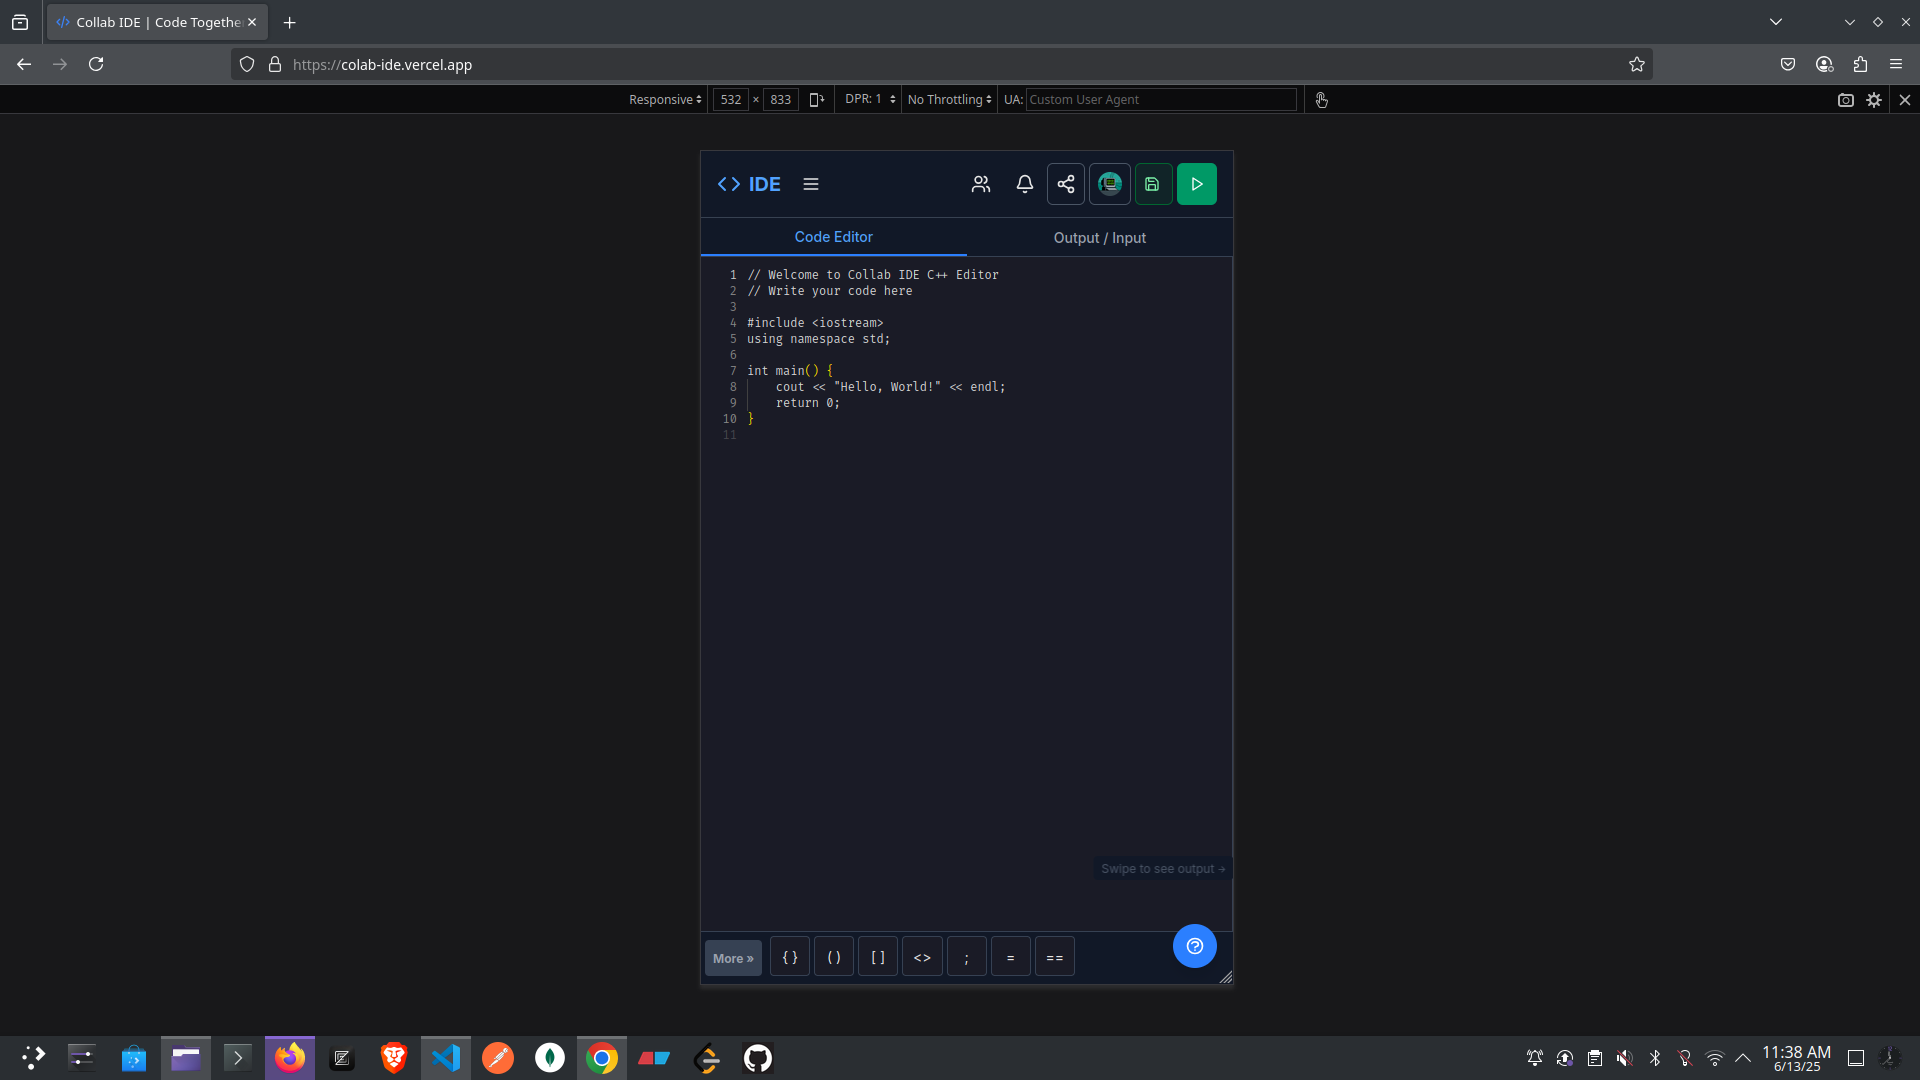 Collab IDE | Code Togethe
https://colab-ide.vercel.app
Responsive 532 × 833 DPR: 1 No Throttling UA: Custom User Agent
<> IDE
Code Editor Output / Input
1 // Welcome to Collab IDE C++ Editor
2 // Write your code here
3
4 #include <iostream>
5 using namespace std;
6
7 int main() {
8 cout << "Hello, World!" << endl;
9 return 0;
10 }
11
Swipe to see output →
More » {} () [] <> ; = ==
11:38 AM
6/13/25